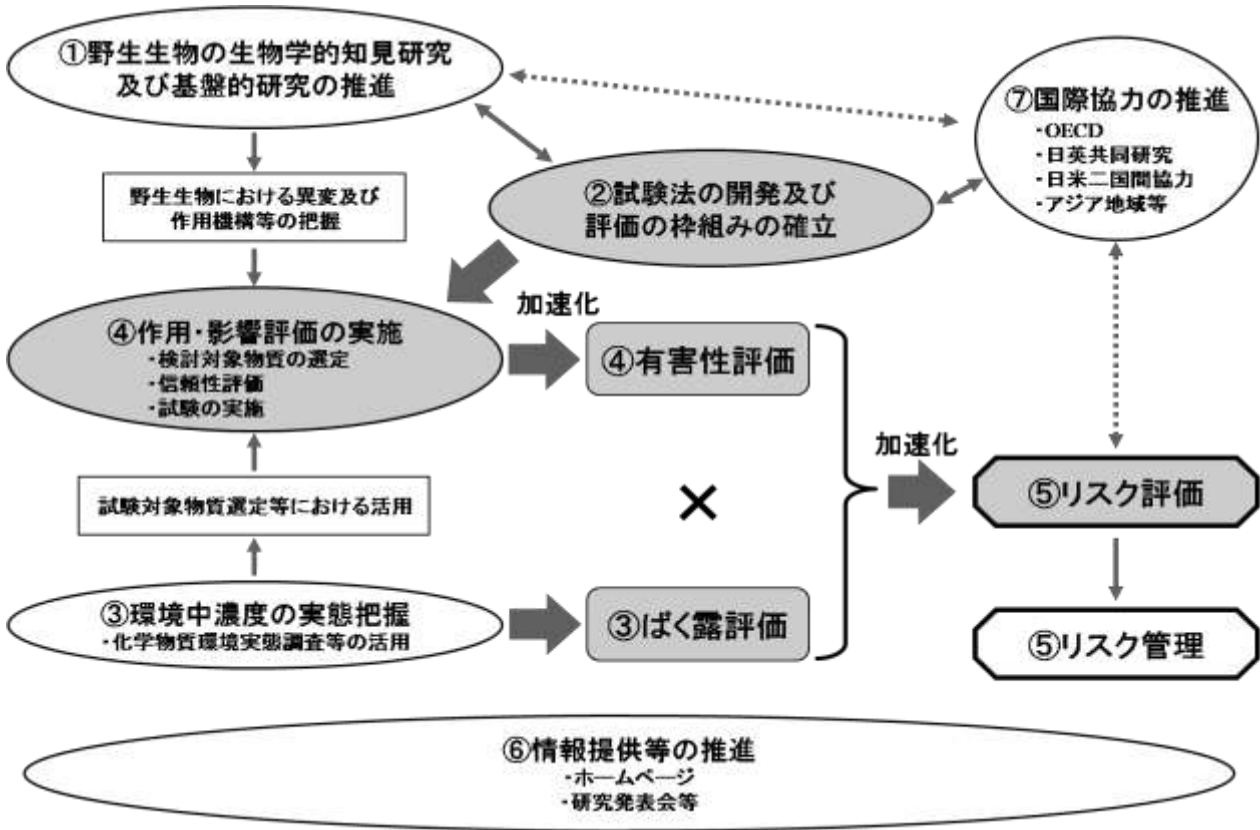 ①野生生物の生物学的知見研究
及び基盤的研究の推進
⑦国際協力の推進
・OECD
・日英共同研究
・日米二国間協力
・アジア地域等
野生生物における異変及び
作用機構等の把握
②試験法の開発及び
評価の枠組みの確立
④作用・影響評価の実施
・検討対象物質の選定
・信頼性評価
・試験の実施
加速化
④有害性評価
加速化
試験対象物質選定等における活用
×
⑤リスク評価
③環境中濃度の実態把握
・化学物質環境実態調査等の活用
③ばく露評価
⑤リスク管理
⑥情報提供等の推進
・ホームページ
・研究発表会等